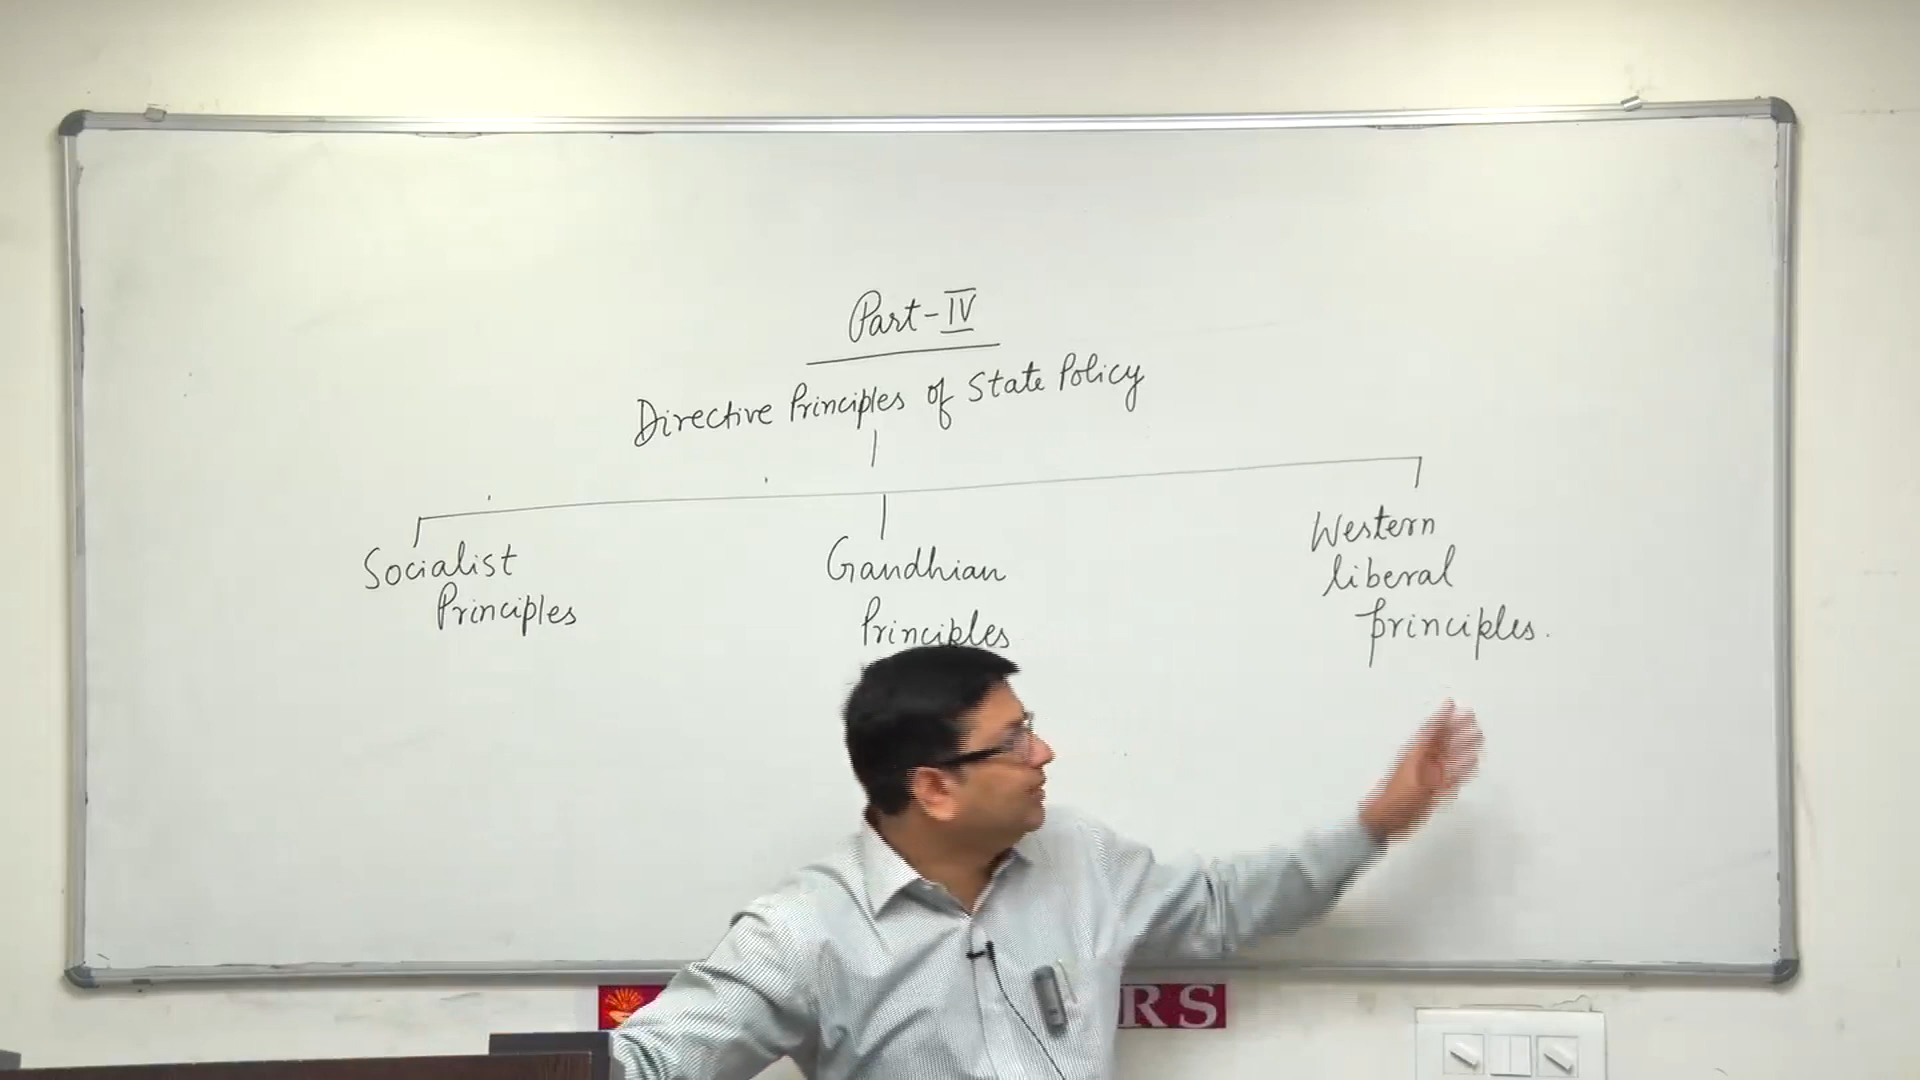 Part-IV
Directive Principles of State Policy
Socialist
Principles
Gandhian
Principles
Western
liberal
principles.
RS